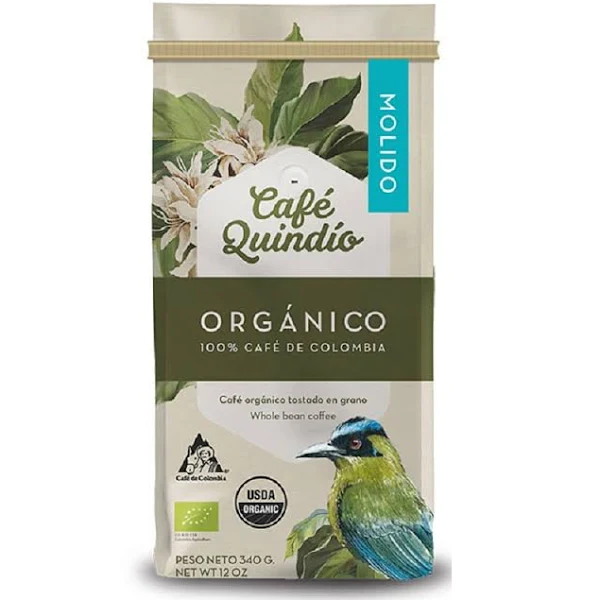 MOLIDO
Café
Quindío
ORGÁNICO
100% CAFÉ DE COLOMBIA
Café orgánico tostado en grano
Whole bean coffee
Café de Colombia
USDA
ORGANIC
PESO NETO 340 G.
NET WT 12 OZ